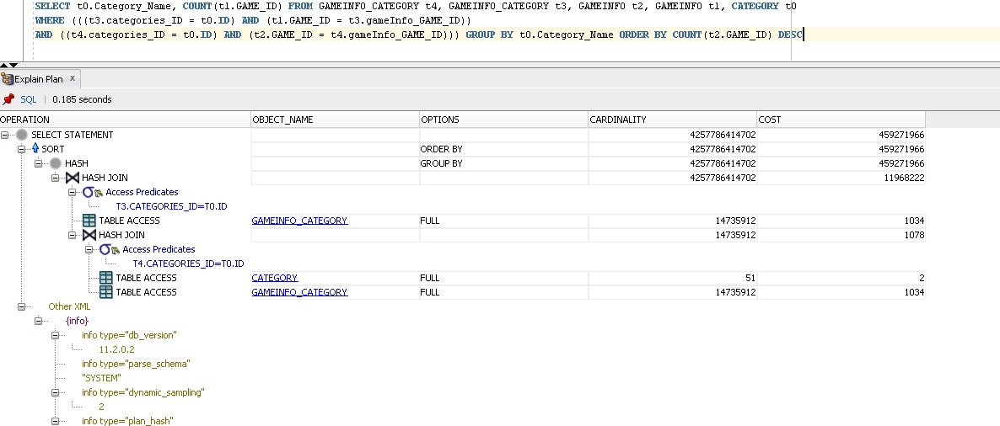 SELECT t0.Category_Name, COUNT(t1.GAME_ID) FROM GAMEINFO_CATEGORY t4, GAMEINFO_CATEGORY t3, GAMEINFO t2, GAMEINFO t1, CATEGORY t0
WHERE (((t3.categories_ID = t0.ID) AND (t1.GAME_ID = t3.gameInfo_GAME_ID))
AND ((t4.categories_ID = t0.ID) AND (t2.GAME_ID = t4.gameInfo_GAME_ID))) GROUP BY t0.Category_Name ORDER BY COUNT(t2.GAME_ID) DESC
Explain Plan x
SQL | 0.185 seconds
OPERATION OBJECT_NAME OPTIONS CARDINALITY COST
SELECT STATEMENT 4257786414702 459271966
SORT ORDER BY 4257786414702 459271966
HASH GROUP BY 4257786414702 459271966
HASH JOIN 4257786414702 11968222
Access Predicates
T3.CATEGORIES_ID=T0.ID
TABLE ACCESS GAMEINFO_CATEGORY FULL 14735912 1034
HASH JOIN 14735912 1078
Access Predicates
T4.CATEGORIES_ID=T0.ID
TABLE ACCESS CATEGORY FULL 51 2
TABLE ACCESS GAMEINFO_CATEGORY FULL 14735912 1034
Other XML
{info}
info type="db_version"
11.2.0.2
info type="parse_schema"
"SYSTEM"
info type="dynamic_sampling"
2
info type="plan_hash"